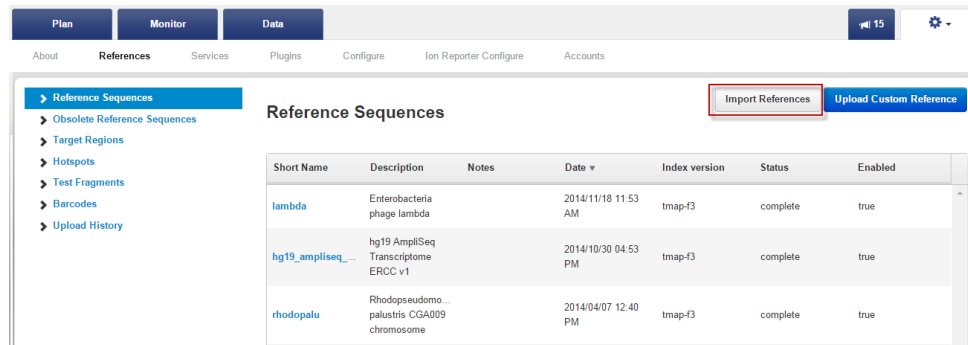 Plan Monitor Data 15
About References Services Plugins Configure Ion Reporter Configure Accounts
Reference Sequences
Obsolete Reference Sequences
Target Regions
Hotspots
Test Fragments
Barcodes
Upload History
Reference Sequences
Import References Upload Custom Reference
Short Name Description Notes Date Index version Status Enabled
lambda Enterobacteria phage lambda 2014/11/18 11:53 AM tmap-f3 complete true
hg19_ampliseq_... hg19 AmpliSeq Transcriptome ERCC v1 2014/10/30 04:53 PM tmap-f3 complete true
rhodopalu Rhodopseudomo... palustris CGA009 chromosome 2014/04/07 12:40 PM tmap-f3 complete true